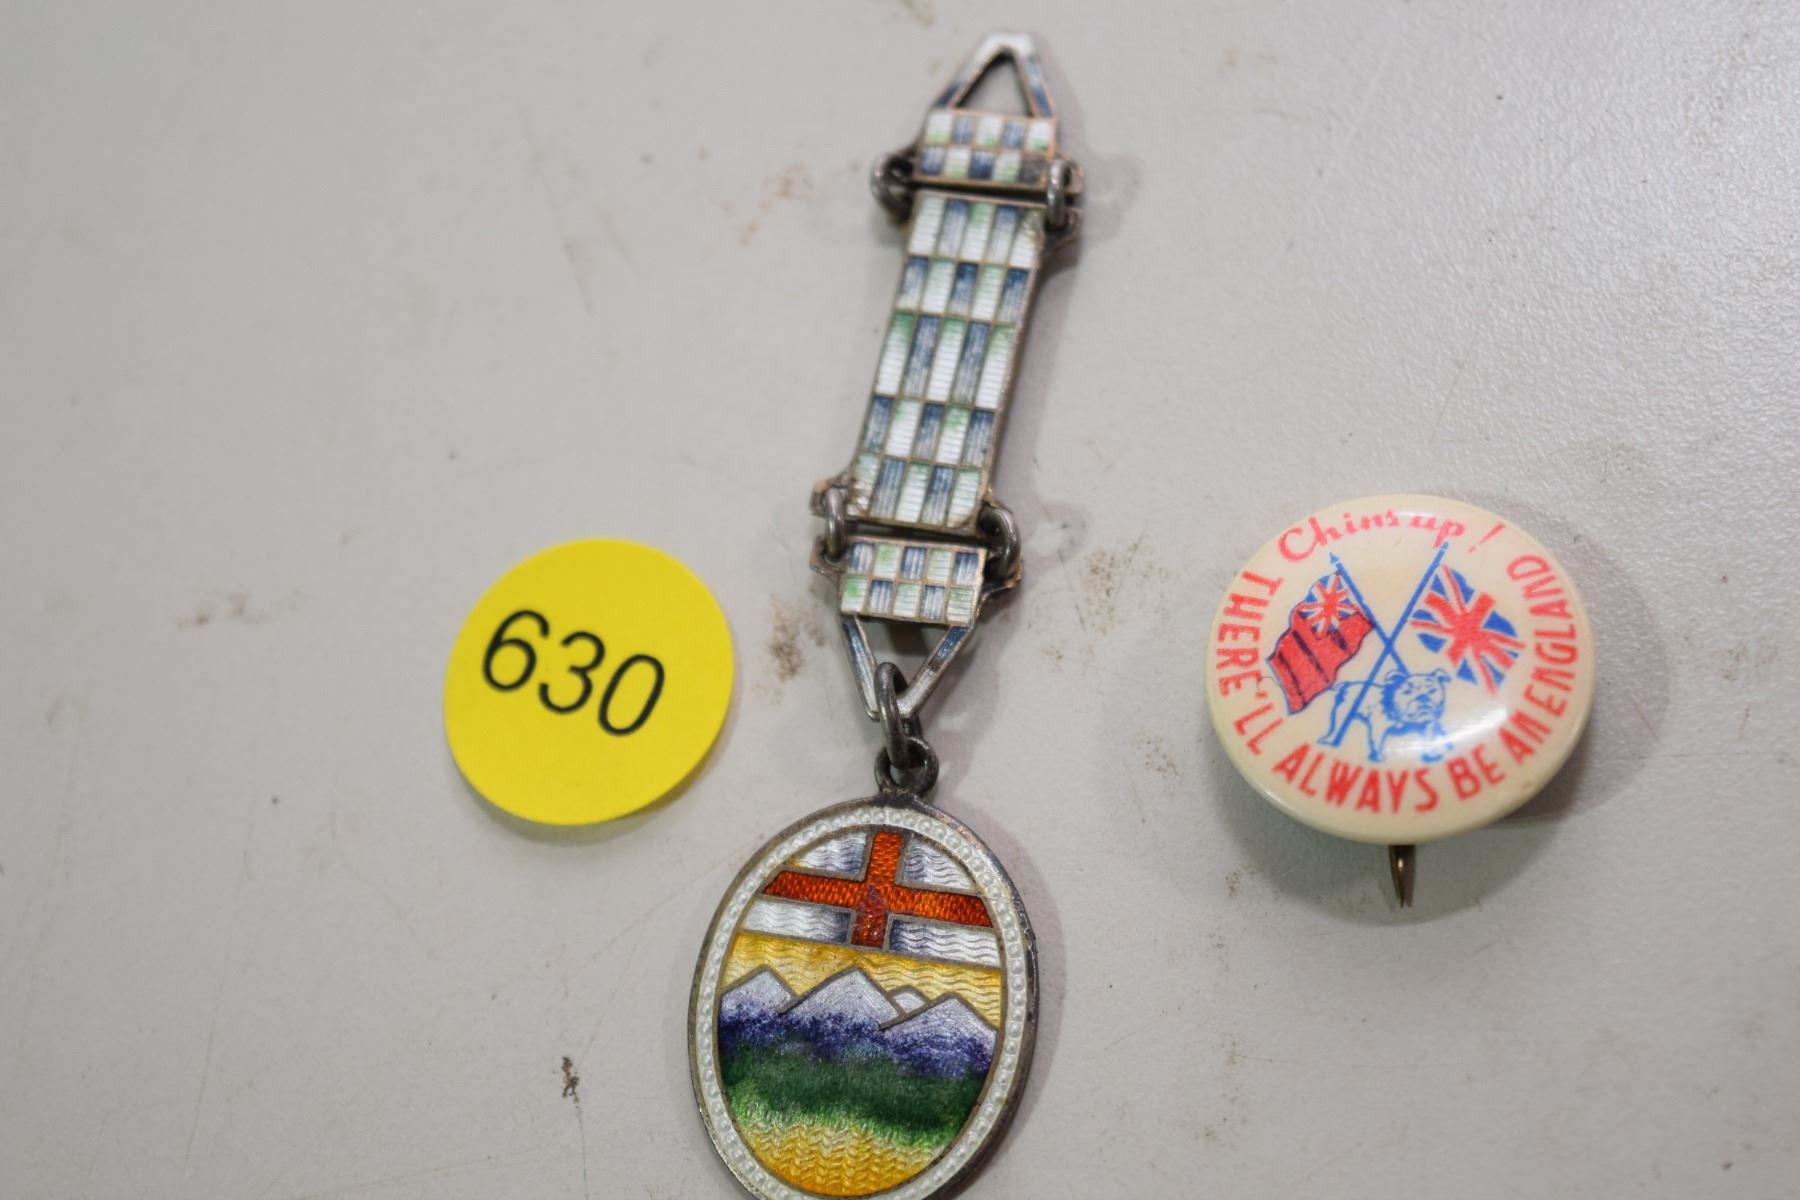 630
Chins up!
THERE'LL ALWAYS BE AN ENGLAND